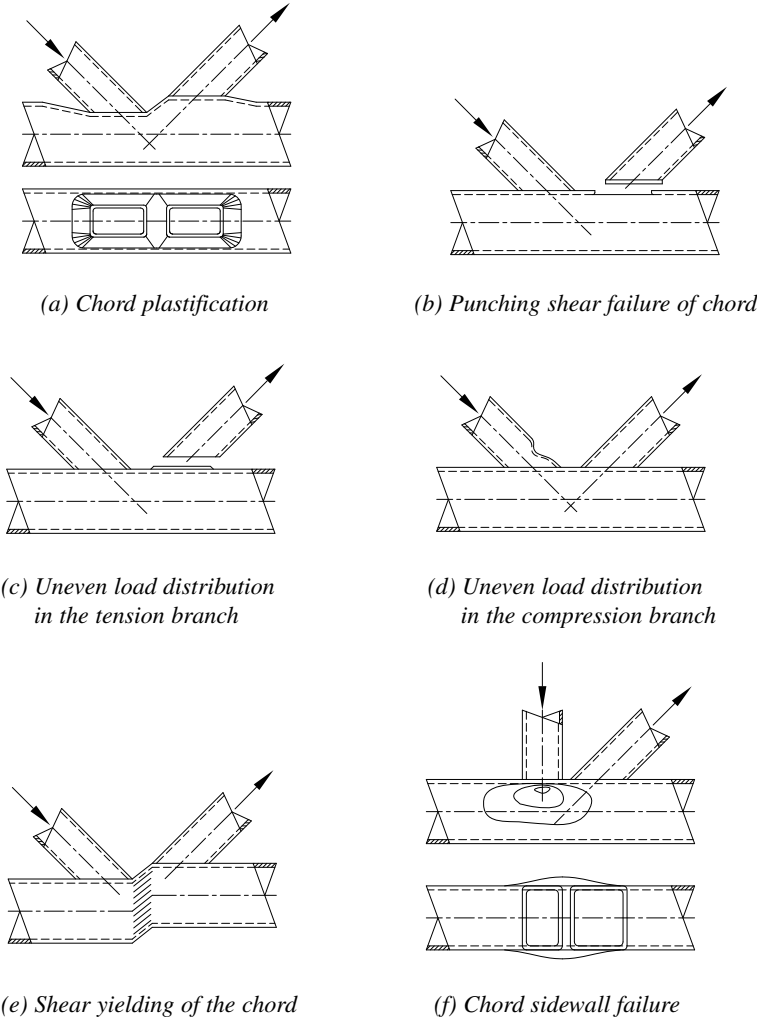 (a) Chord plastification
(b) Punching shear failure of chord
(c) Uneven load distribution
in the tension branch
(d) Uneven load distribution
in the compression branch
(e) Shear yielding of the chord
(f) Chord sidewall failure